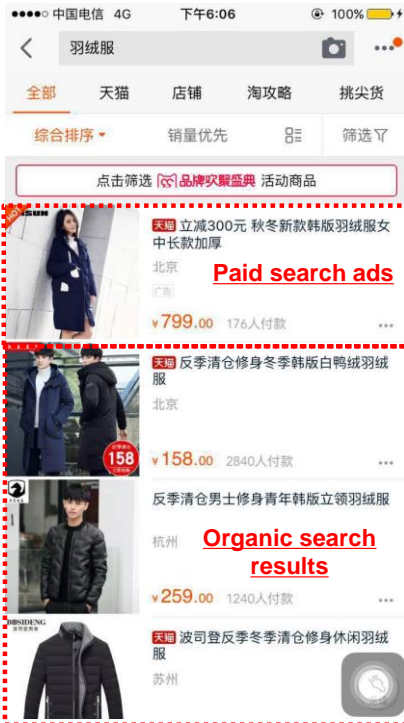 中国电信 4G 下午6:06 100%
羽绒服
全部 天猫 店铺 淘攻略 挑尖货
综合排序 销量优先 筛选
点击筛选 品牌欢聚盛典 活动商品
HOT SUN
天猫 立减300元 秋冬新款韩版羽绒服女
中长款加厚
北京
Paid search ads
广告
¥799.00 176人付款
天猫 反季清仓修身冬季韩版白鸭绒羽绒
服
北京
158
¥158.00 2840人付款
反季清仓男士修身青年韩版立领羽绒服
杭州
Organic search
results
¥259.00 1240人付款
BOSIDENG
天猫 波司登反季冬季清仓修身休闲羽绒
服
苏州